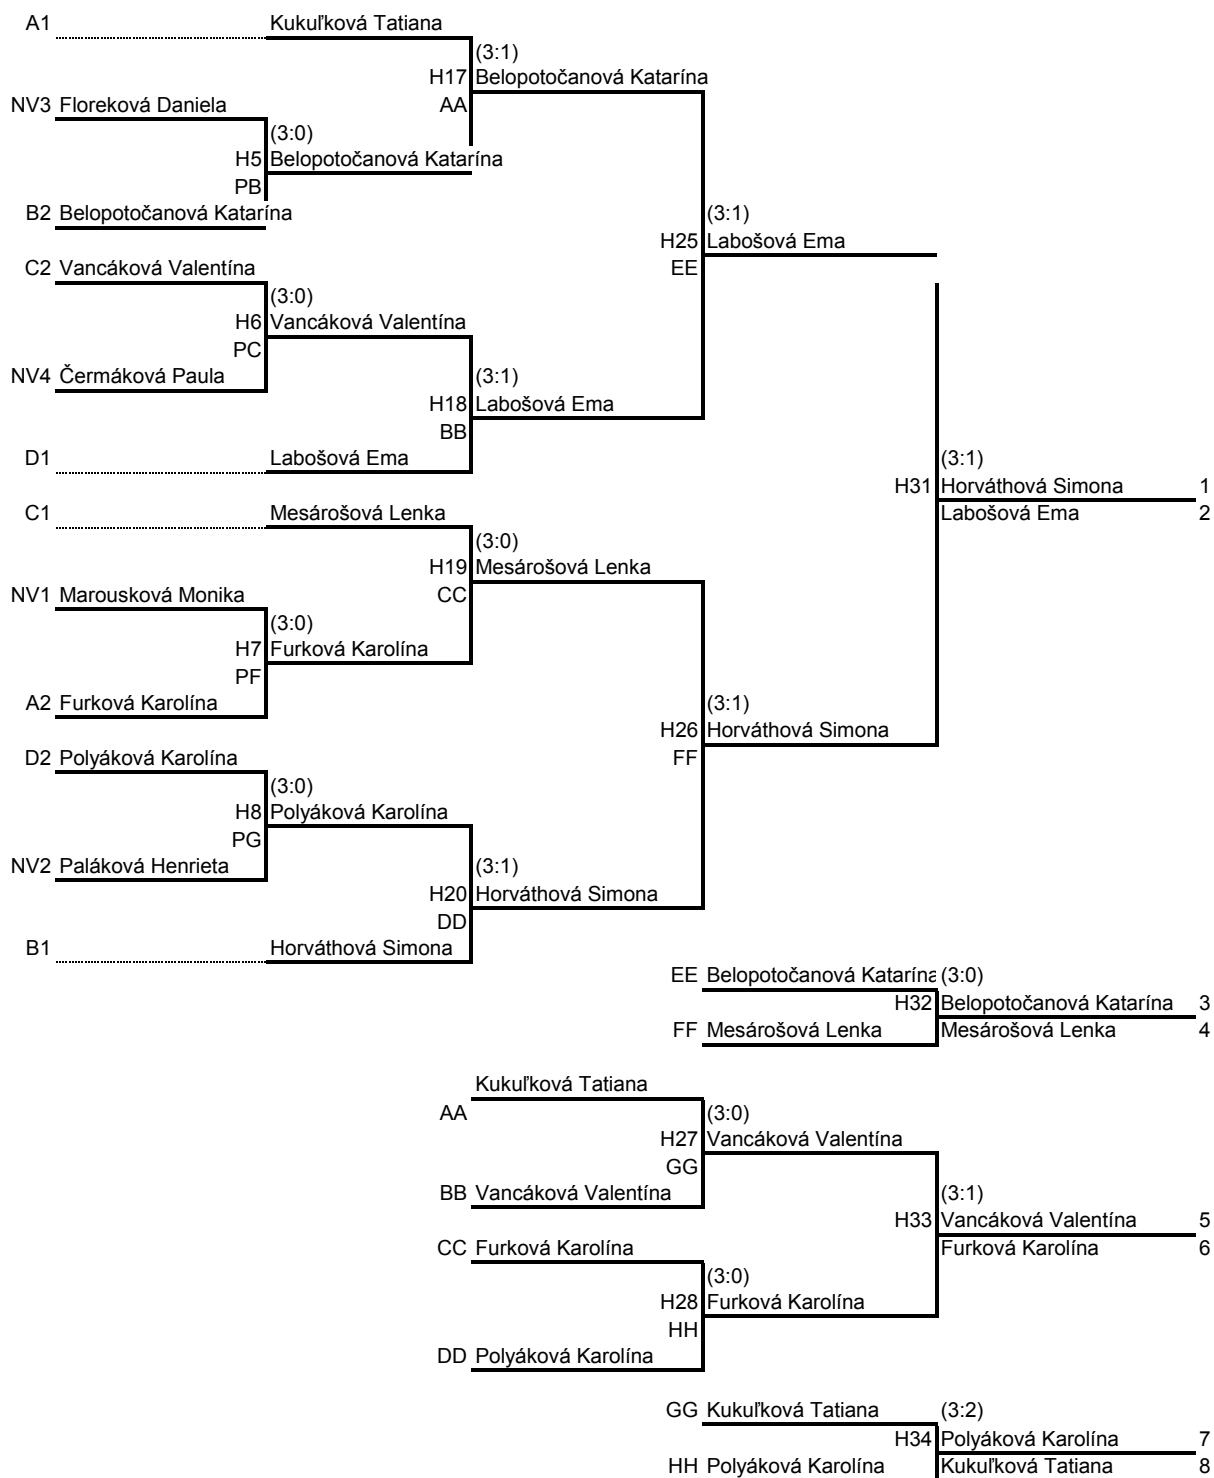 A1 Kukuľková Tatiana
(3:1)
H17 Belopotočanová Katarína
NV3 Floreková Daniela AA
(3:0)
H5 Belopotočanová Katarína
PB
B2 Belopotočanová Katarína (3:1)
H25 Labošová Ema
C2 Vancáková Valentína EE
(3:0)
H6 Vancáková Valentína
PC
NV4 Čermáková Paula (3:1)
H18 Labošová Ema
BB
D1 Labošová Ema (3:1)
H31 Horváthová Simona 1
C1 Mesárošová Lenka Labošová Ema 2
(3:0)
H19 Mesárošová Lenka
NV1 Marousková Monika CC
(3:0)
H7 Furková Karolína
PF
A2 Furková Karolína (3:1)
H26 Horváthová Simona
D2 Polyáková Karolína FF
(3:0)
H8 Polyáková Karolína
PG
NV2 Paláková Henrieta (3:1)
H20 Horváthová Simona
DD
B1 Horváthová Simona
EE Belopotočanová Katarína (3:0)
H32 Belopotočanová Katarína 3
FF Mesárošová Lenka Mesárošová Lenka 4
Kukuľková Tatiana
AA (3:0)
H27 Vancáková Valentína
GG
BB Vancáková Valentína (3:1)
H33 Vancáková Valentína 5
CC Furková Karolína Furková Karolína 6
(3:0)
H28 Furková Karolína
HH
DD Polyáková Karolína
GG Kukuľková Tatiana (3:2)
H34 Polyáková Karolína 7
HH Polyáková Karolína Kukuľková Tatiana 8